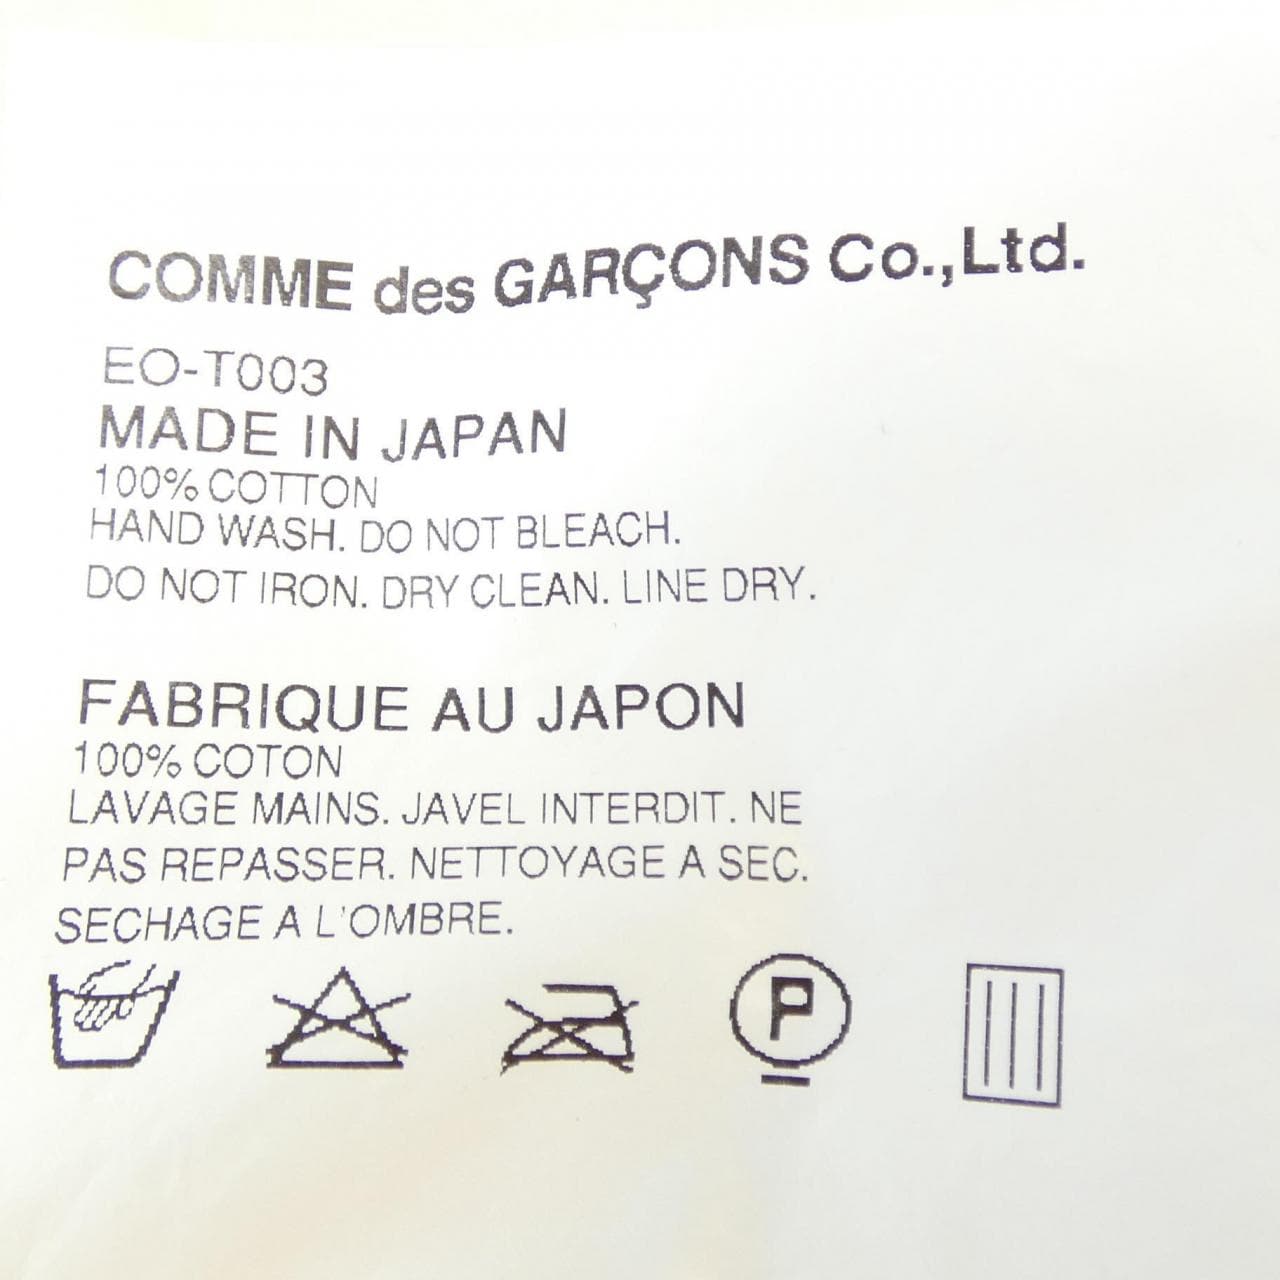 COMME des GARÇONS Co.,Ltd.
EO-T003
MADE IN JAPAN
100% COTTON
HAND WASH. DO NOT BLEACH.
DO NOT IRON. DRY CLEAN. LINE DRY.
FABRIQUE AU JAPON
100% COTON
LAVAGE MAINS. JAVEL INTERDIT. NE
PAS REPASSER. NETTOYAGE A SEC.
SECHAGE A L'OMBRE.
P